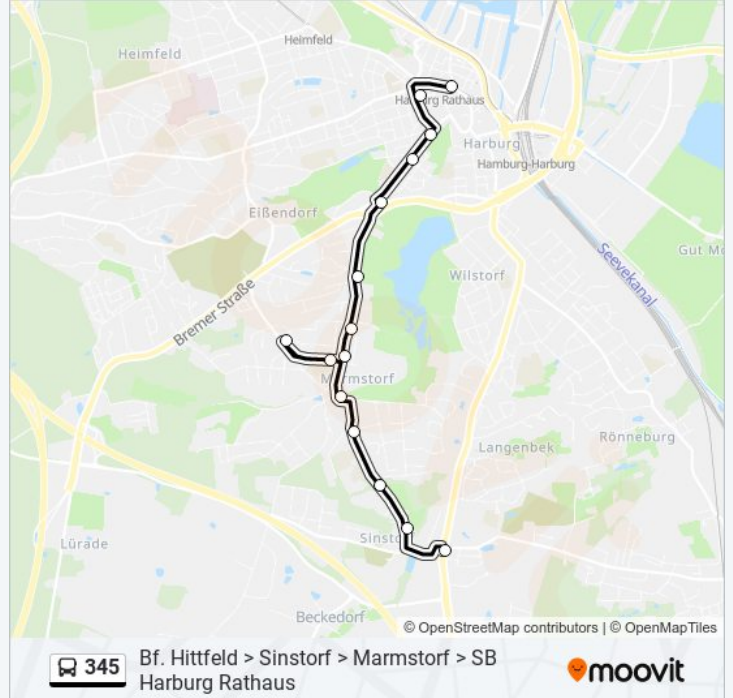 Heimfeld
Heimfeld
Harburg Rathaus
Harburg
Hamburg-Harburg
Eißendorf
Gut Mo
Wilstorf
Seevekanal
Bremer Straße
Marmstorf
Rönneburg
Langenbek
Lürade
Sinsto
Beckedorf
© OpenStreetMap contributors | © OpenMapTiles
345
Bf. Hittfeld > Sinstorf > Marmstorf > SB
Harburg Rathaus
moovit